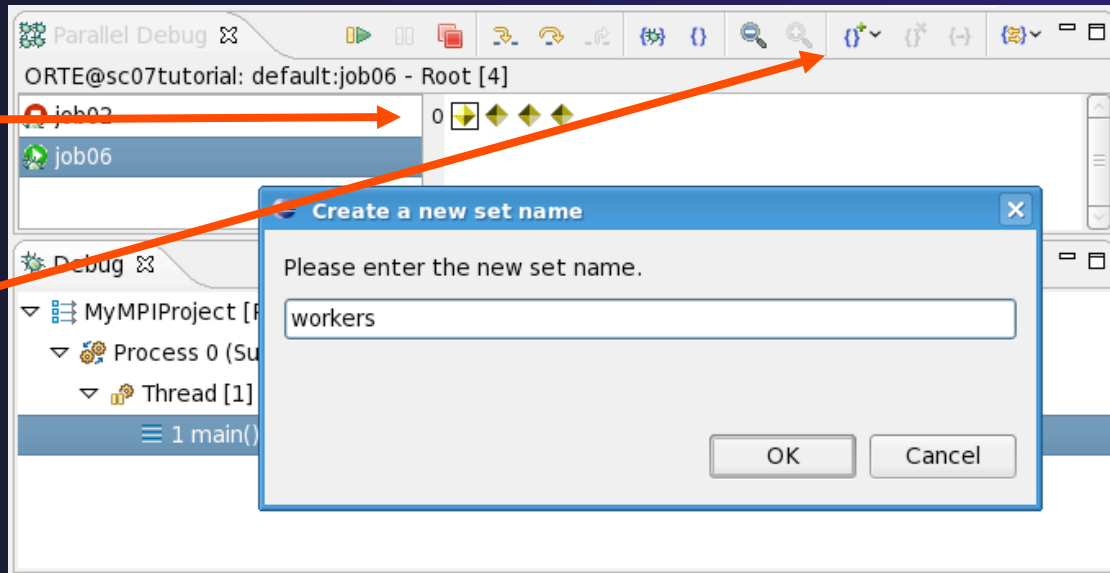 Parallel Debug
ORTE@sc07tutorial: default:job06 - Root [4]
job02
0
job06
Create a new set name
Debug
Please enter the new set name.
MyMPIProject
workers
Process 0
Thread [1]
1 main()
OK
Cancel